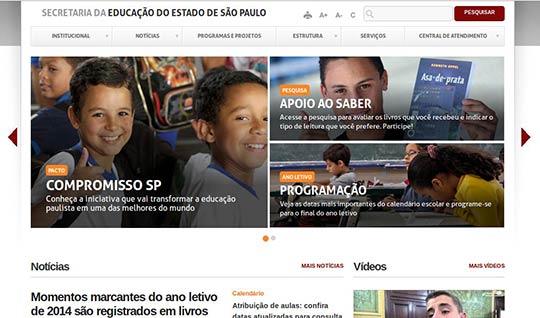 SECRETARIA DA EDUCAÇÃO DO ESTADO DE SÃO PAULO
A+ A- C
PESQUISAR
INSTITUCIONAL NOTÍCIAS PROGRAMAS E PROJETOS ESTRUTURA SERVIÇOS CENTRAL DE ATENDIMENTO
PACTO
COMPROMISSO SP
Conheça a iniciativa que vai transformar a educação
paulista em uma das melhores do mundo
KENNETH OPPEL
Asa-de-prata
PESQUISA
APOIO AO SABER
Acesse a pesquisa para avaliar os livros que você recebeu e indicar o
tipo de leitura que você prefere. Participe!
ANO LETIVO
PROGRAMAÇÃO
Veja as datas mais importantes do calendário escolar e programe-se
para o final do ano letivo
Notícias
MAIS NOTÍCIAS
Momentos marcantes do ano letivo
de 2014 são registrados em livros
Calendário
Atribuição de aulas: confira
datas atualizadas para consulta
Vídeos
MAIS VÍDEOS